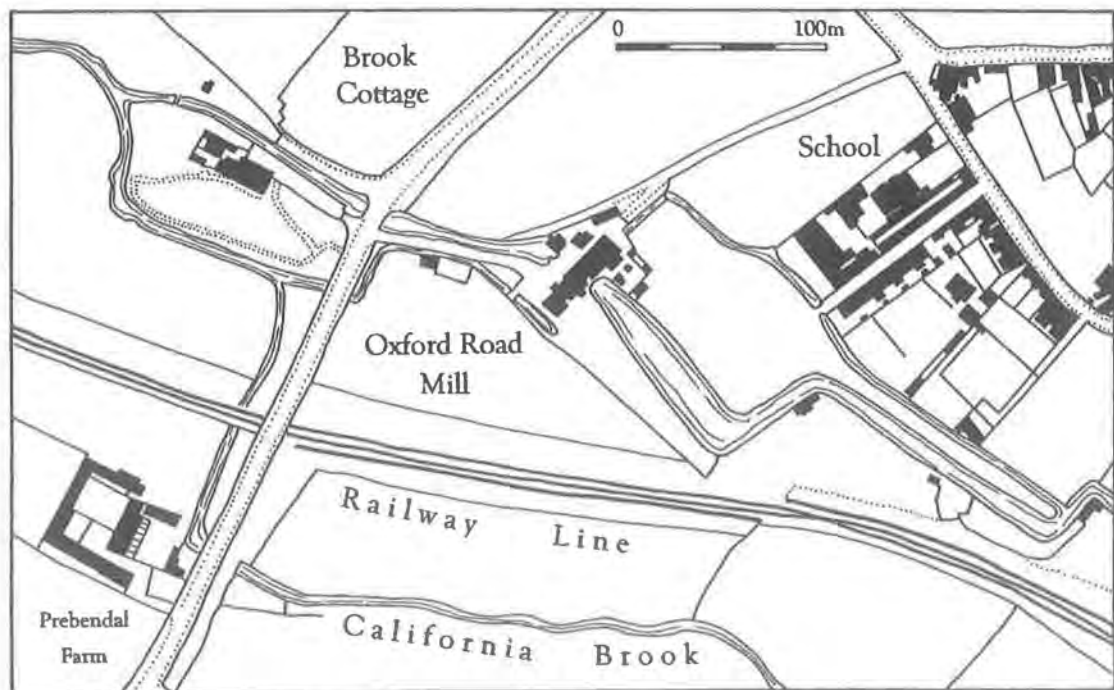 0 100m
Brook
Cottage
School
Oxford Road
Mill
Railway Line
California Brook
Prebendal
Farm